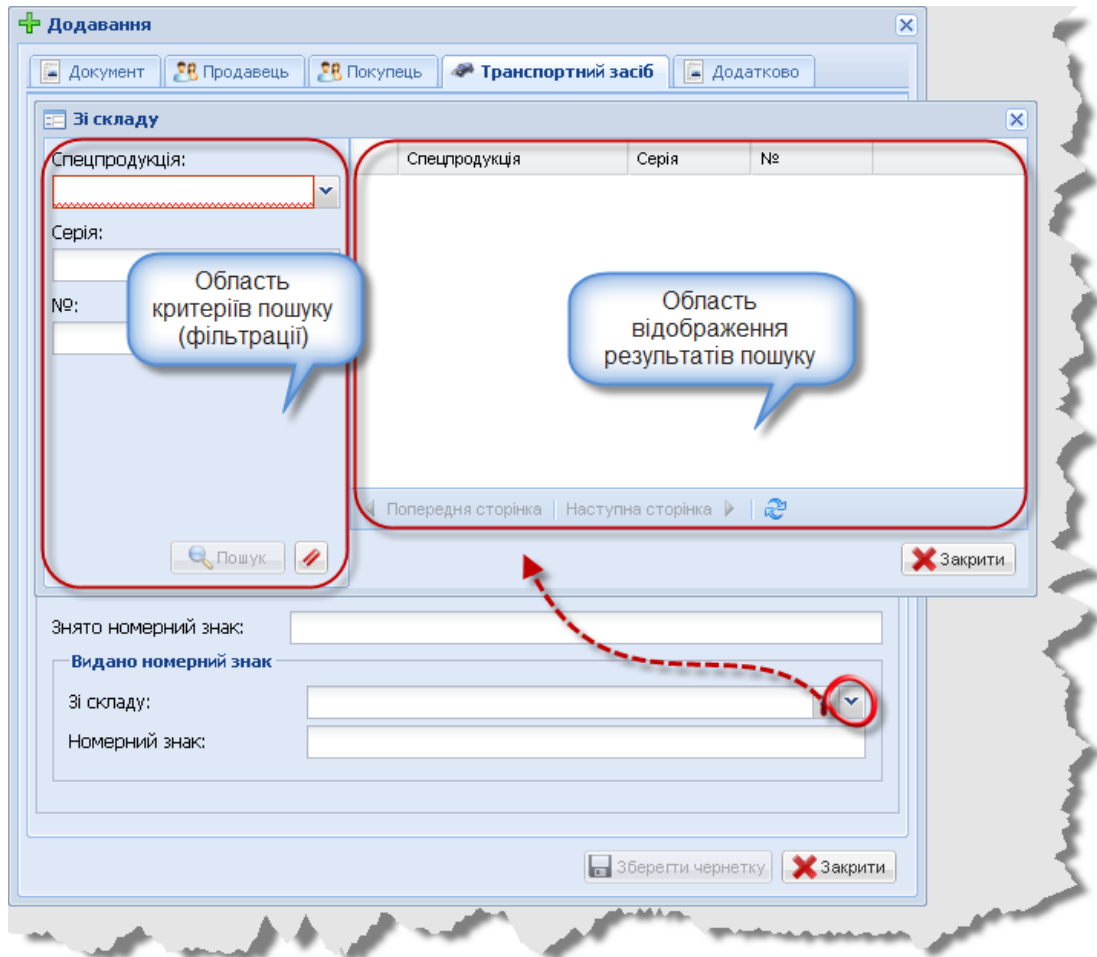 Додавання
Документ Продавець Покупець Транспортний засіб Додатково
Зі складу
Спецпродукція:
Серія:
№:
Область
критеріїв пошуку
(фільтрації)
Пошук
Спецпродукція Серія №
Область
відображення
результатів пошуку
Попередня сторінка Наступна сторінка
Закрити
Знято номерний знак:
Видано номерний знак
Зі складу:
Номерний знак:
Зберегти чернетку Закрити